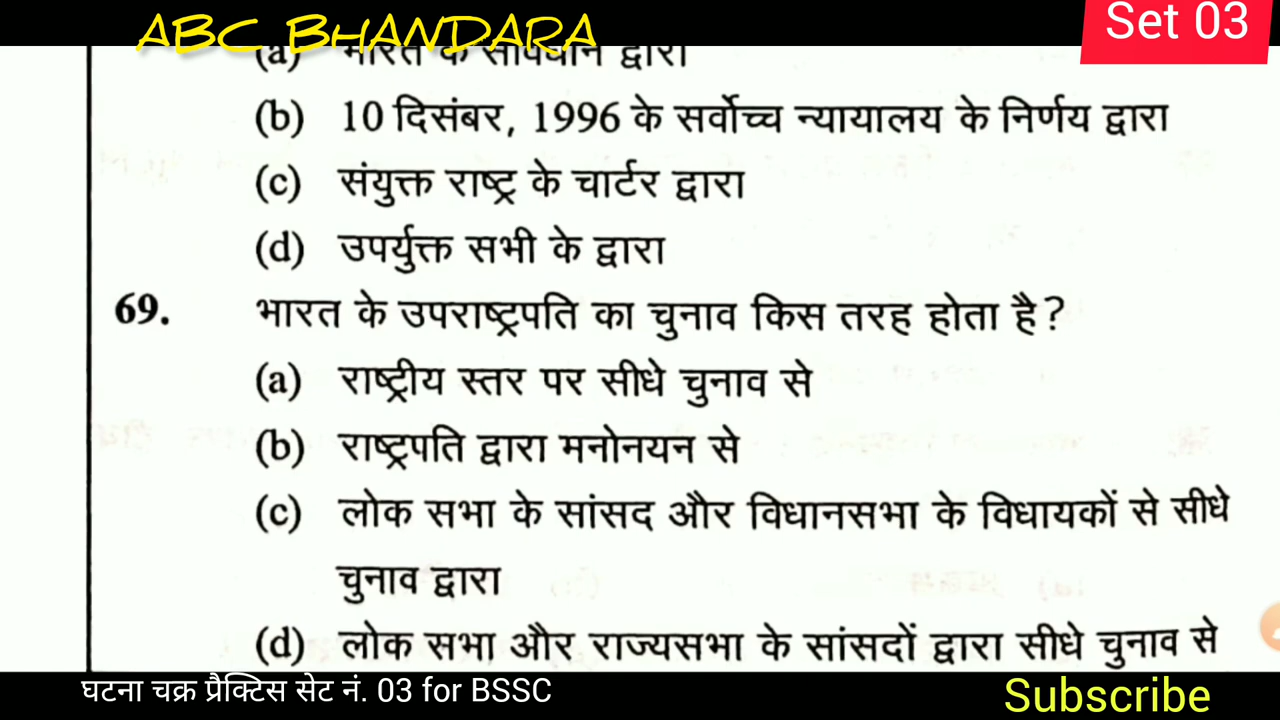 ABC BHANDARA
Set 03
(a) भारत के संविधान द्वारा
(b) 10 दिसंबर, 1996 के सर्वोच्च न्यायालय के निर्णय द्वारा
(c) संयुक्त राष्ट्र के चार्टर द्वारा
(d) उपर्युक्त सभी के द्वारा
69. भारत के उपराष्ट्रपति का चुनाव किस तरह होता है?
(a) राष्ट्रीय स्तर पर सीधे चुनाव से
(b) राष्ट्रपति द्वारा मनोनयन से
(c) लोक सभा के सांसद और विधानसभा के विधायकों से सीधे
चुनाव द्वारा
(d) लोक सभा और राज्यसभा के सांसदों द्वारा सीधे चुनाव से
घटना चक्र प्रैक्टिस सेट नं. 03 for BSSC
Subscribe